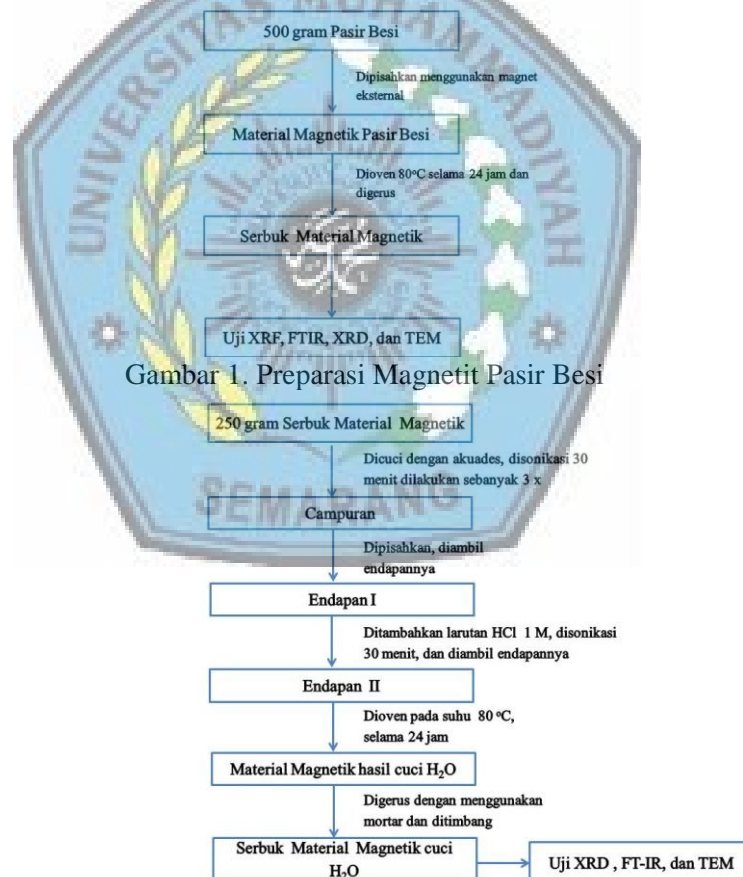 UNIVERSITAS MUHAMMADIYAH
SEMARANG
500 gram Pasir Besi
Dipisahkan menggunakan magnet
eksternal
Material Magnetik Pasir Besi
Dioven 80°C selama 24 jam dan
digerus
Serbuk Material Magnetik
Uji XRF, FTIR, XRD, dan TEM
Gambar 1. Preparasi Magnetit Pasir Besi
250 gram Serbuk Material Magnetik
Dicuci dengan akuades, disonikasi 30
menit dilakukan sebanyak 3 x
Campuran
Dipisahkan, diambil
endapannya
Endapan I
Ditambahkan larutan HCl 1 M, disonikasi
30 menit, dan diambil endapannya
Endapan II
Dioven pada suhu 80 °C,
selama 24 jam
Material Magnetik hasil cuci H₂O
Digerus dengan menggunakan
mortar dan ditimbang
Serbuk Material Magnetik cuci
H₂O
Uji XRD , FT-IR, dan TEM